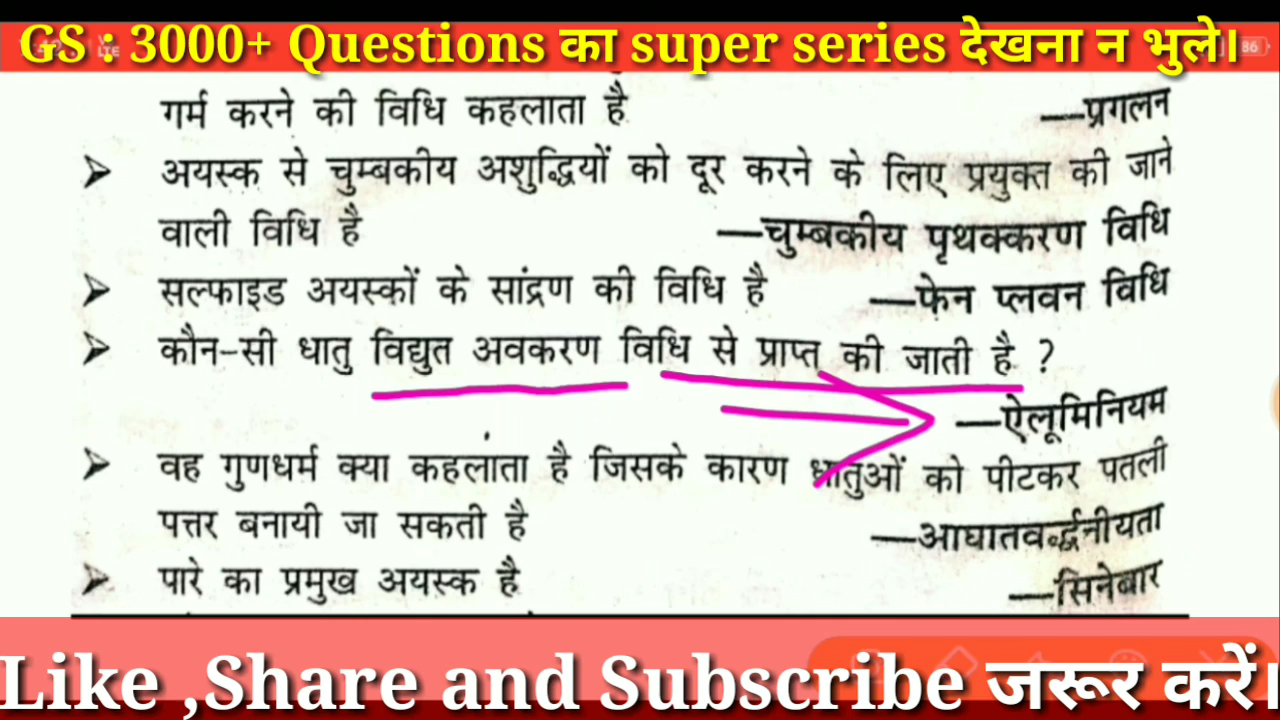 GS : 3000+ Questions का super series देखना न भुले।
LTE
86
गर्म करने की विधि कहलाता है —प्रगलन
➤ अयस्क से चुम्बकीय अशुद्धियों को दूर करने के लिए प्रयुक्त की जाने
वाली विधि है —चुम्बकीय पृथक्करण विधि
➤ सल्फाइड अयस्कों के सांद्रण की विधि है —फेन प्लवन विधि
➤ कौन-सी धातु विद्युत अवकरण विधि से प्राप्त की जाती है ?
—ऐलूमिनियम
➤ वह गुणधर्म क्या कहलाता है जिसके कारण धातुओं को पीटकर पतली
पत्तर बनायी जा सकती है —आघातवर्द्धनीयता
➤ पारे का प्रमुख अयस्क है —सिनेबार
Like ,Share and Subscribe जरूर करें।